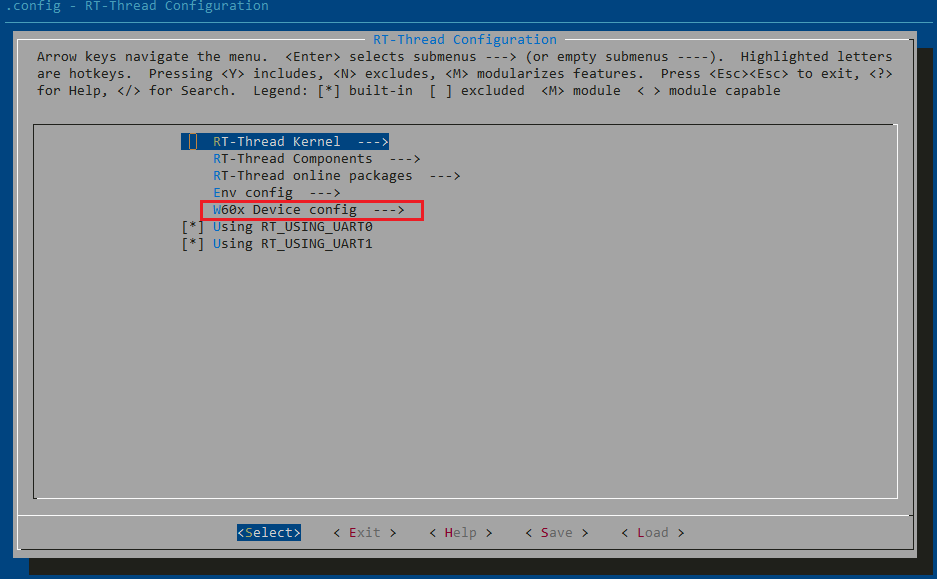 .config - RT-Thread Configuration
RT-Thread Configuration
Arrow keys navigate the menu.  <Enter> selects submenus ---> (or empty submenus ----).  Highlighted letters
are hotkeys.  Pressing <Y> includes, <N> excludes, <M> modularizes features.  Press <Esc><Esc> to exit, <?>
for Help, </> for Search.  Legend: [*] built-in  [ ] excluded  <M> module  < > module capable
RT-Thread Kernel  --->
RT-Thread Components  --->
RT-Thread online packages  --->
Env config  --->
W60x Device config  --->
[*] Using RT_USING_UART0
[*] Using RT_USING_UART1
<Select>    < Exit >    < Help >    < Save >    < Load >